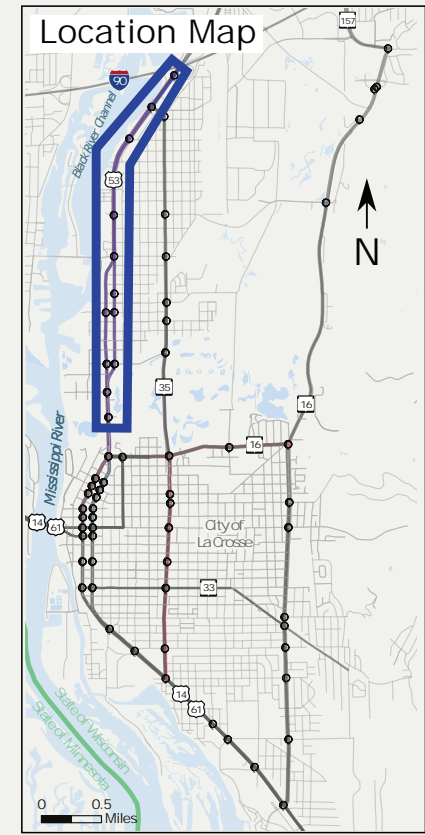 Location Map
157
90
Black River Channel
53
N
35
16
Mississippi River
16
14
61
City of
La Crosse
33
14
61
State of Wisconsin
State of Minnesota
0 0.5
Miles